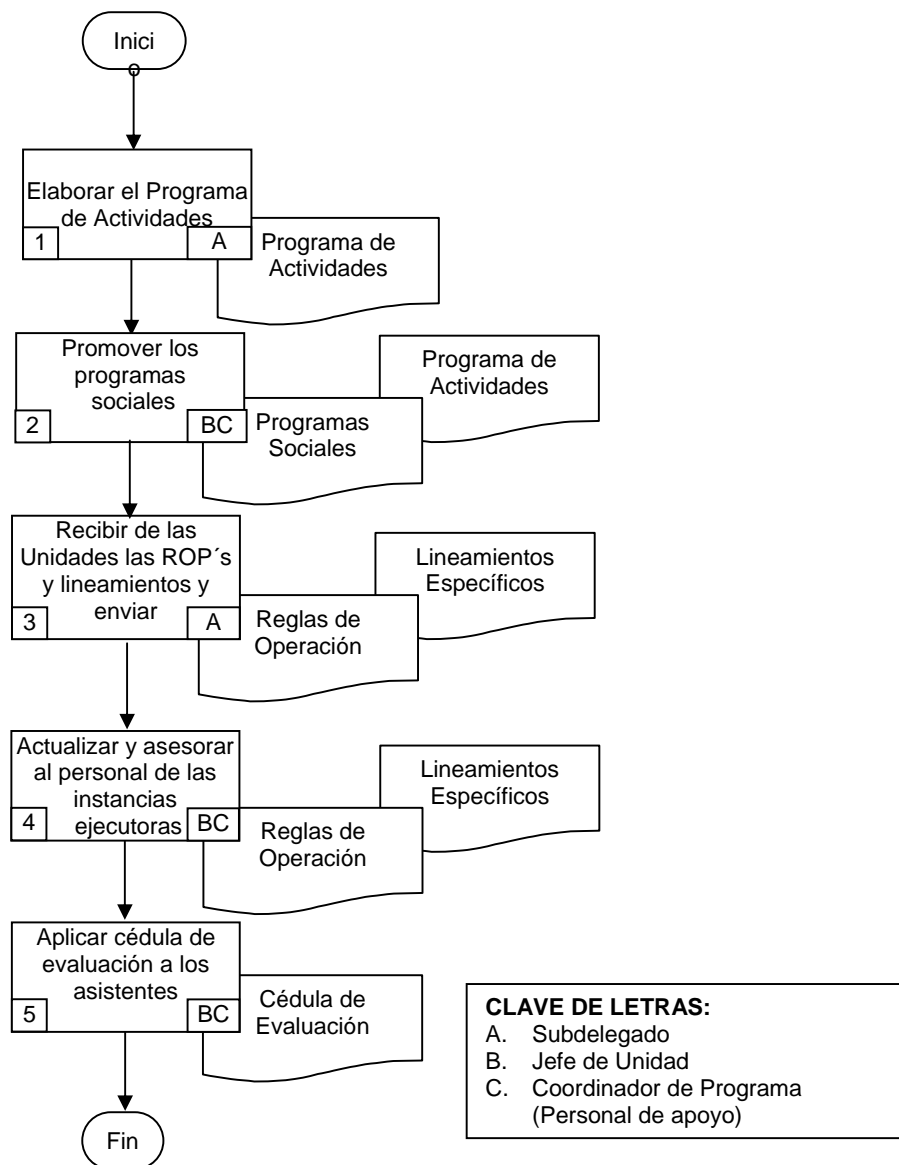 Inici
Elaborar el Programa
de Actividades
1
A
Programa de
Actividades
Promover los
programas
sociales
2
BC
Programas
Sociales
Programa de
Actividades
Recibir de las
Unidades las ROP´s
y lineamientos y
enviar
3
A
Reglas de
Operación
Lineamientos
Específicos
Actualizar y asesorar
al personal de las
instancias
ejecutoras
4
BC
Reglas de
Operación
Lineamientos
Específicos
Aplicar cédula de
evaluación a los
asistentes
5
BC
Cédula de
Evaluación
Fin
CLAVE DE LETRAS:
A. Subdelegado
B. Jefe de Unidad
C. Coordinador de Programa
(Personal de apoyo)